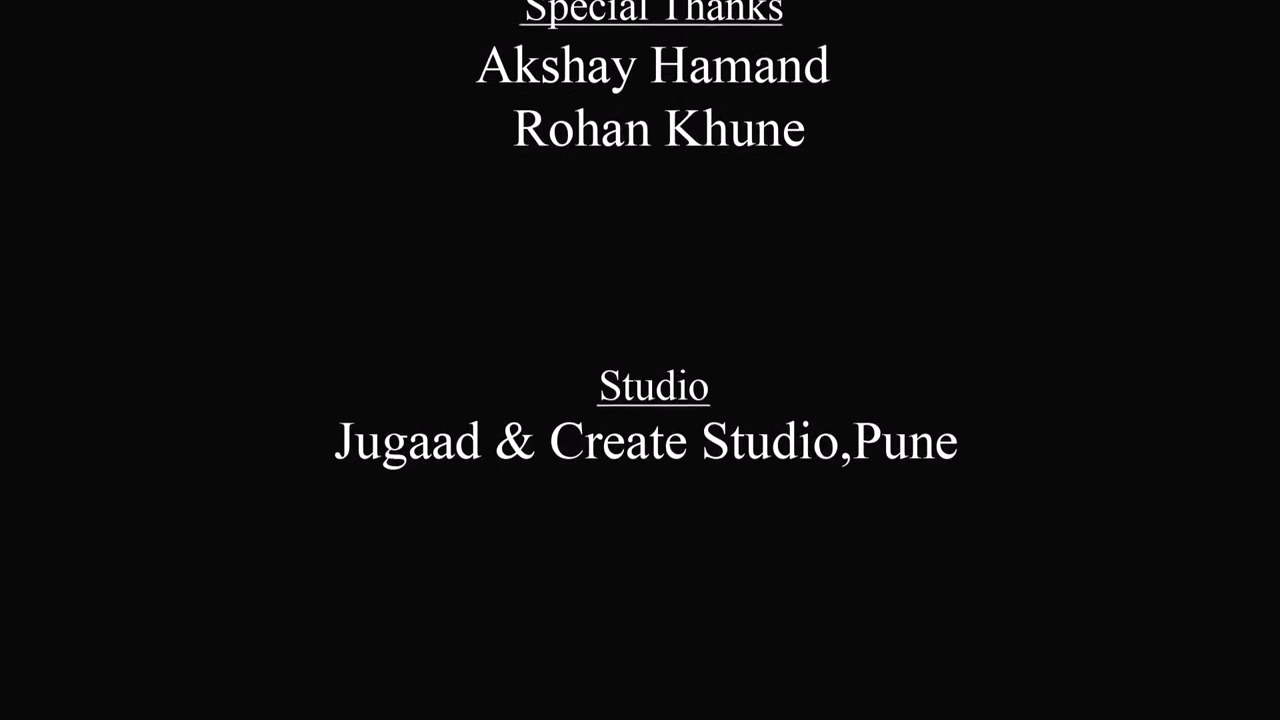 Special Thanks
Akshay Hamand
Rohan Khune
Studio
Jugaad & Create Studio,Pune